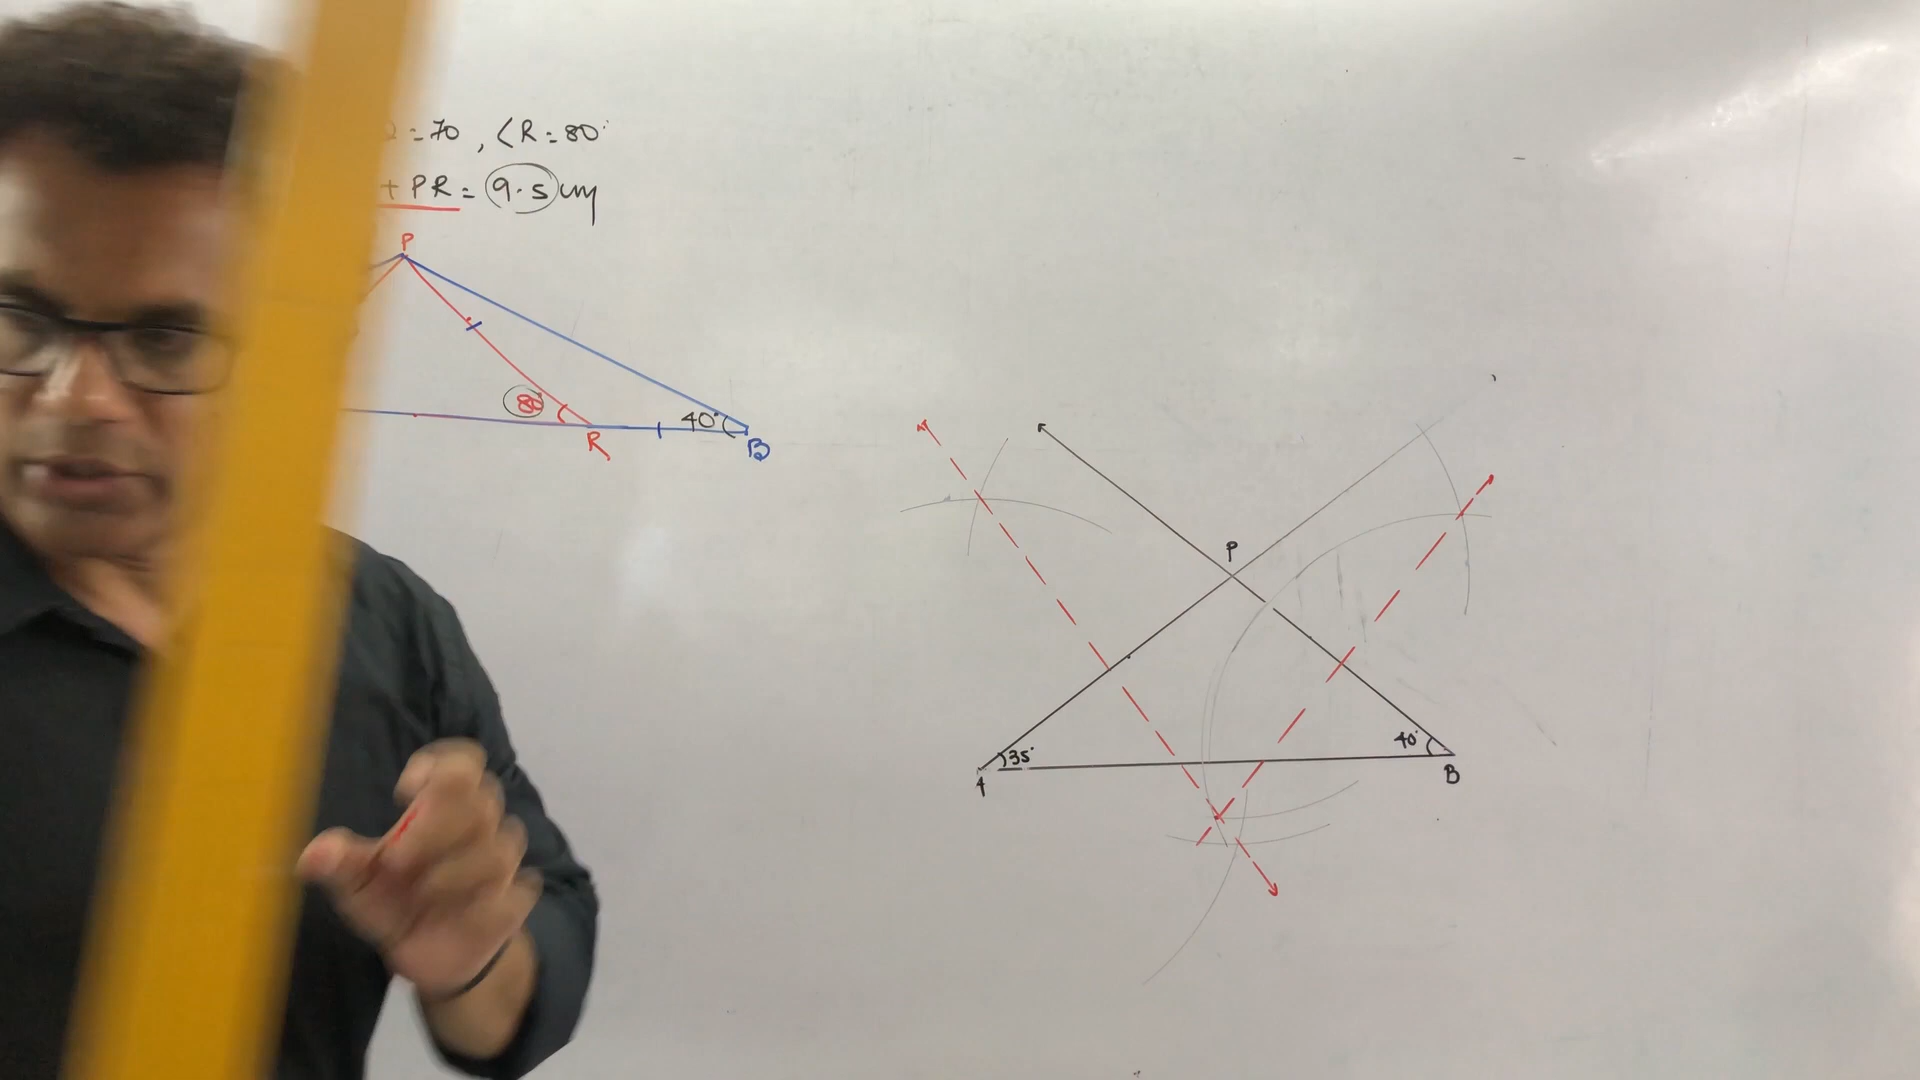 =70, <R=80°
+ PR = 9.5 cm
P
80°
40°
R
B
P
35°
40°
A
B